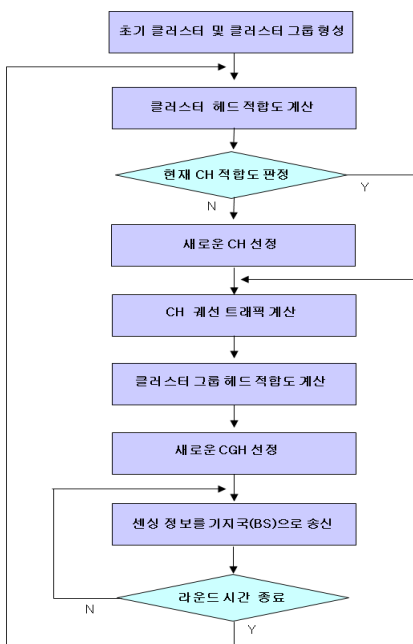 초기 클러스터 및 클러스터 그룹 형성
클러스터 헤드 적합도 계산
현재 CH 적합도 판정
Y
N
새로운 CH 선정
CH 궤선 트래픽 계산
클러스터 그룹 헤드 적합도 계산
새로운 CGH 선정
센싱 정보를 기지국(BS)으로 송신
라운드 시간 종료
N
Y